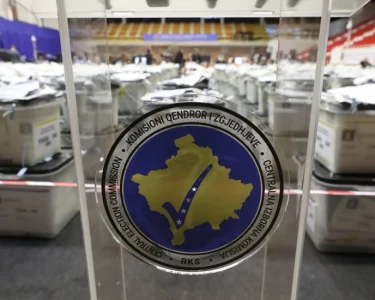 KOMISIONI QENDROR I ZGJEDHJEVE
CENTRALNA IZBORNA KOMISIJA
RKS
CENTRAL ELECTION COMMISSION